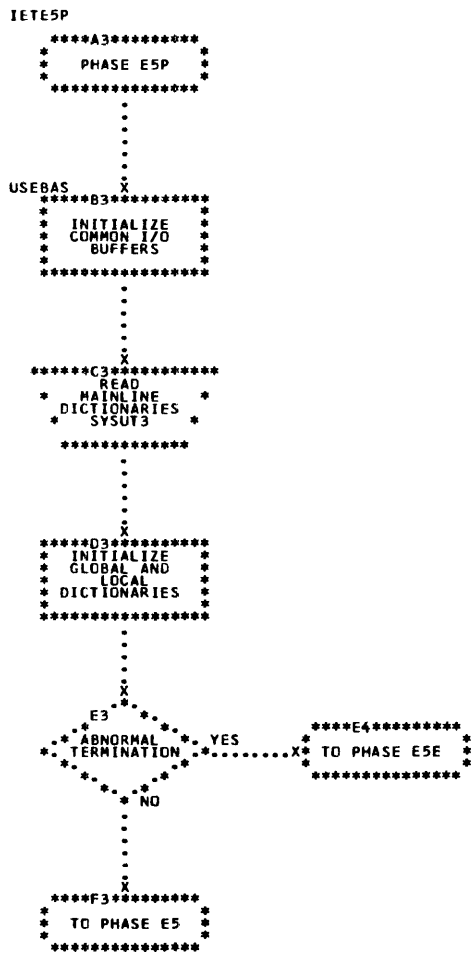 IETE5P
A3
PHASE E5P
USEBAS
B3
INITIALIZE
COMMON I/O
BUFFERS
C3
READ
MAINLINE
DICTIONARIES
SYSUT3
D3
INITIALIZE
GLOBAL AND
LOCAL
DICTIONARIES
E3
ABNORMAL
TERMINATION
YES
E4
TO PHASE E5E
NO
F3
TO PHASE E5